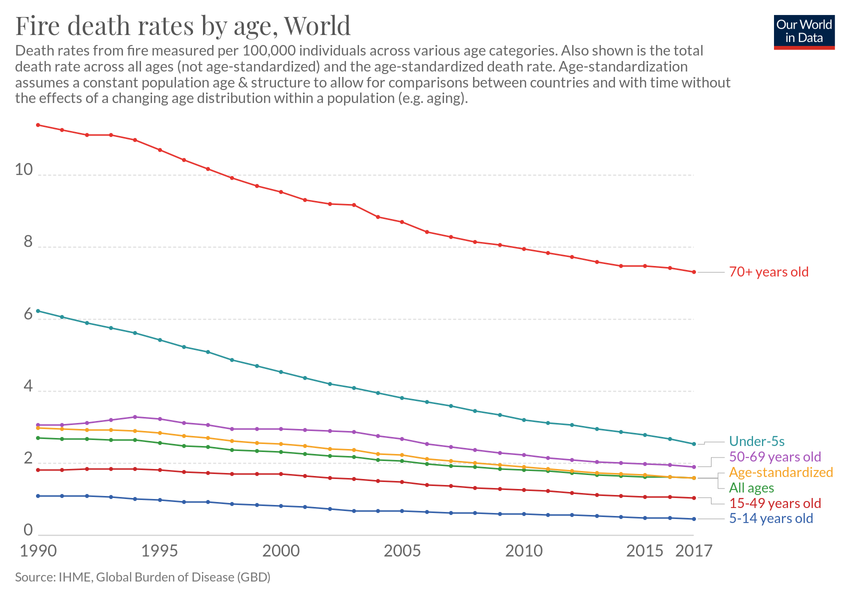 Fire death rates by age, World
Our World
in Data
Death rates from fire measured per 100,000 individuals across various age categories. Also shown is the total
death rate across all ages (not age-standardized) and the age-standardized death rate. Age-standardization
assumes a constant population age & structure to allow for comparisons between countries and with time without
the effects of a changing age distribution within a population (e.g. aging).
10
8
6
4
2
0
70+ years old
Under-5s
50-69 years old
Age-standardized
All ages
15-49 years old
5-14 years old
1990
1995
2000
2005
2010
2015
2017
Source: IHME, Global Burden of Disease (GBD)